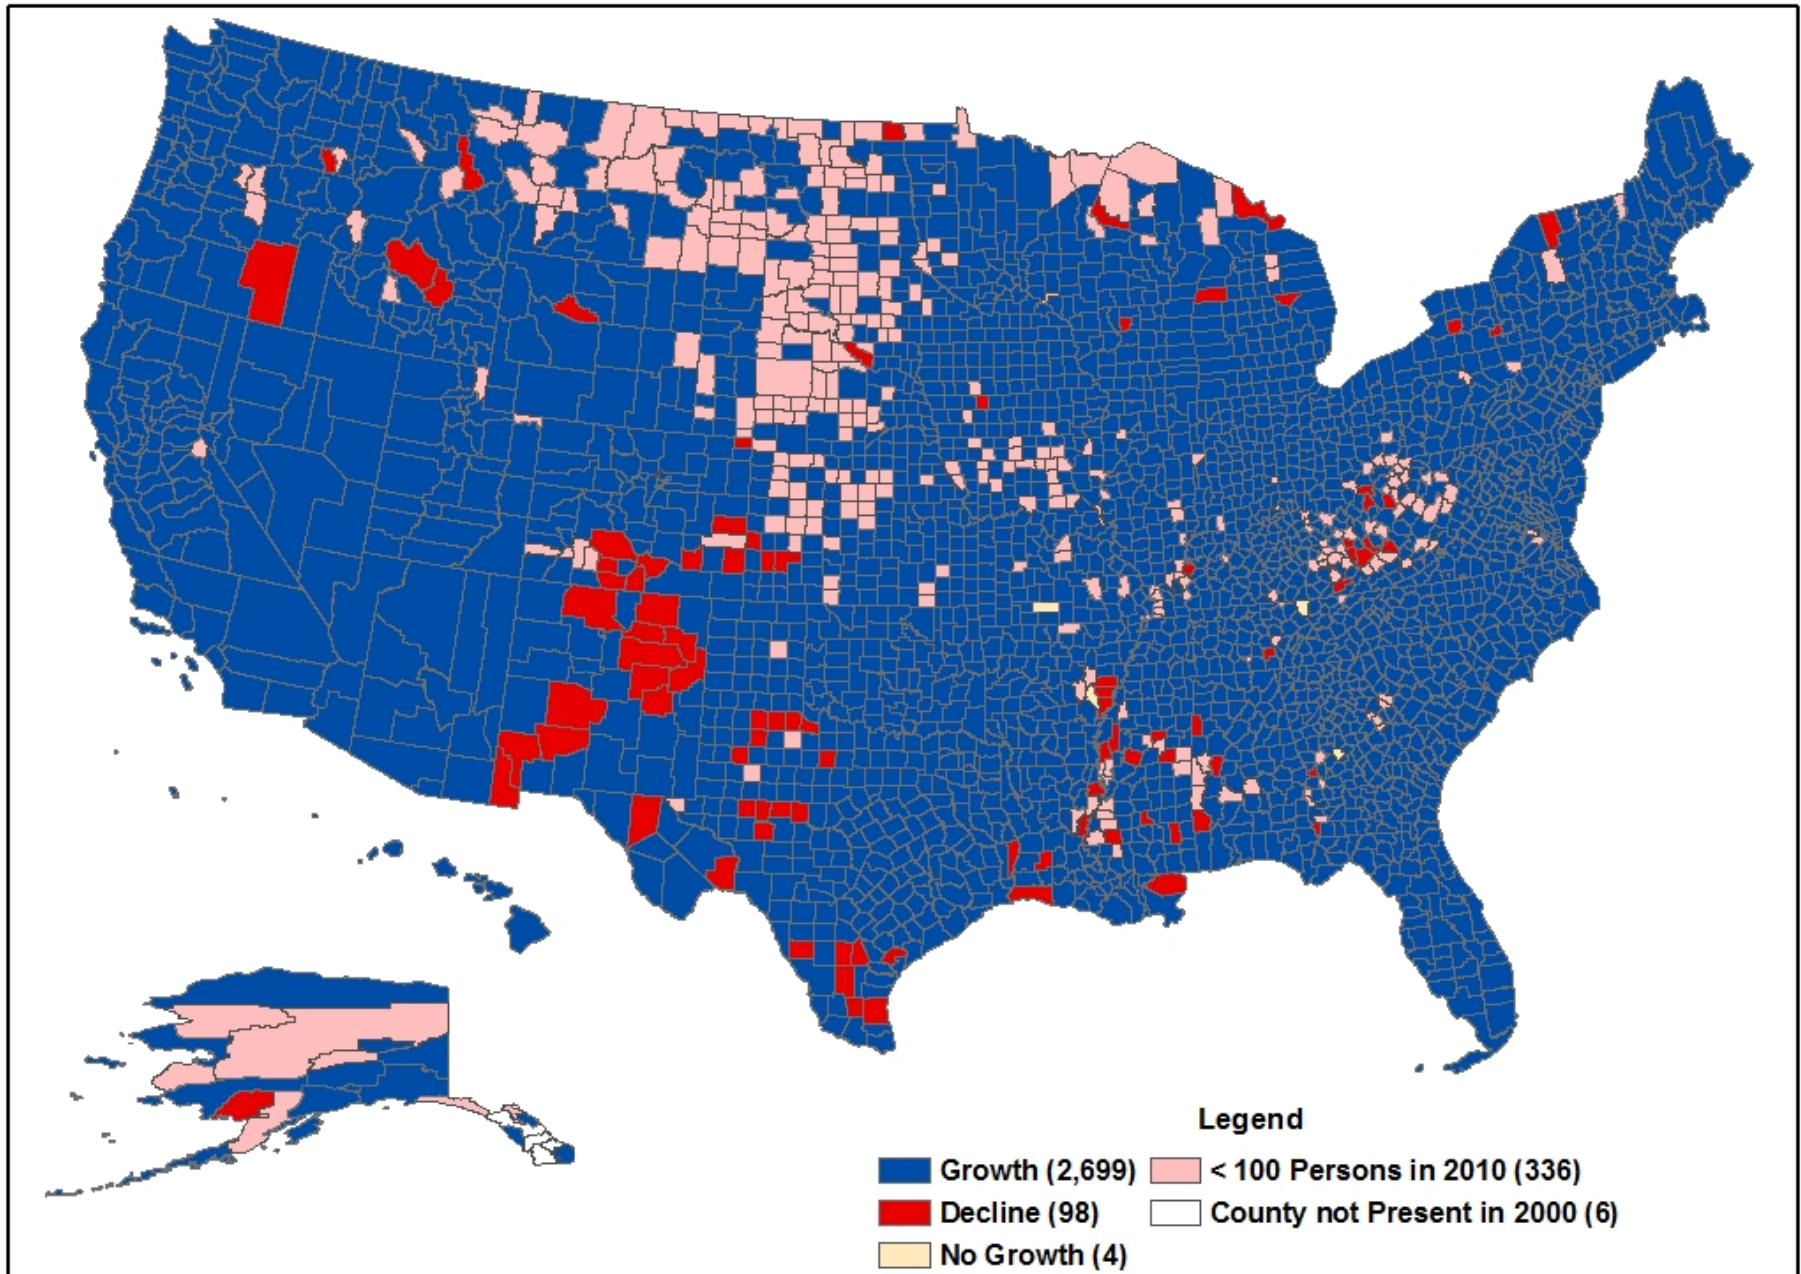 Legend
Growth (2,699)
< 100 Persons in 2010 (336)
Decline (98)
County not Present in 2000 (6)
No Growth (4)